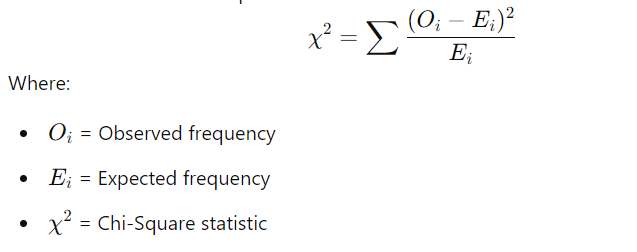 χ² = ∑ (Oᵢ − Eᵢ)² / Eᵢ
Where:
• Oᵢ = Observed frequency
• Eᵢ = Expected frequency
• χ² = Chi-Square statistic